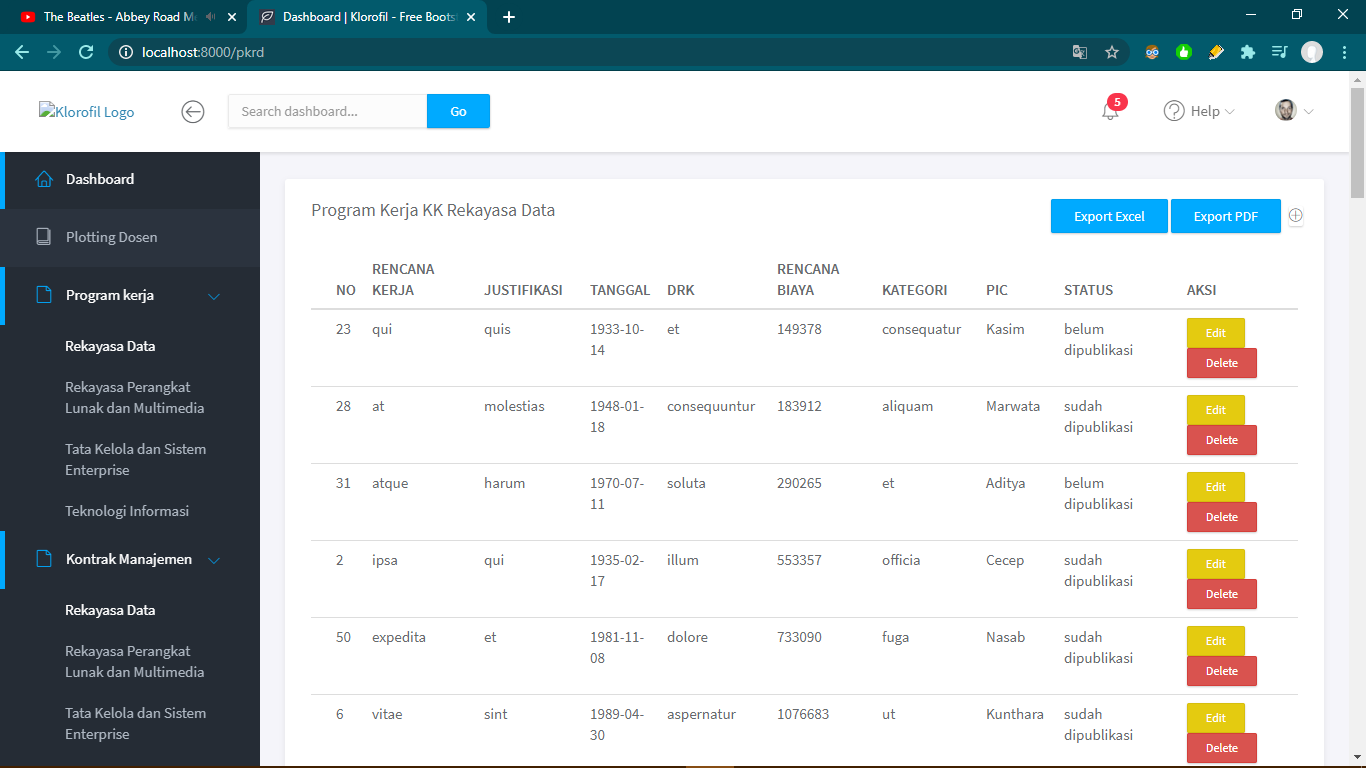 The Beatles - Abbey Road M
Dashboard | Klorofil - Free Boots
localhost:8000/pkrd
Klorofil Logo
Search dashboard...
Go
5
Help
Dashboard
Plotting Dosen
Program kerja
Rekayasa Data
Rekayasa Perangkat
Lunak dan Multimedia
Tata Kelola dan Sistem
Enterprise
Teknologi Informasi
Kontrak Manajemen
Rekayasa Data
Rekayasa Perangkat
Lunak dan Multimedia
Tata Kelola dan Sistem
Enterprise
Program Kerja KK Rekayasa Data
Export Excel
Export PDF
RENCANA RENCANA
NO KERJA JUSTIFIKASI TANGGAL DRK BIAYA KATEGORI PIC STATUS AKSI
23 qui quis 1933-10- et 149378 consequatur Kasim belum Edit
14 dipublikasi Delete
28 at molestias 1948-01- consequuntur 183912 aliquam Marwata sudah Edit
18 dipublikasi Delete
31 atque harum 1970-07- soluta 290265 et Aditya belum Edit
11 dipublikasi Delete
2 ipsa qui 1935-02- illum 553357 officia Cecep sudah Edit
17 dipublikasi Delete
50 expedita et 1981-11- dolore 733090 fuga Nasab sudah Edit
08 dipublikasi Delete
6 vitae sint 1989-04- aspernatur 1076683 ut Kunthara sudah Edit
30 dipublikasi Delete